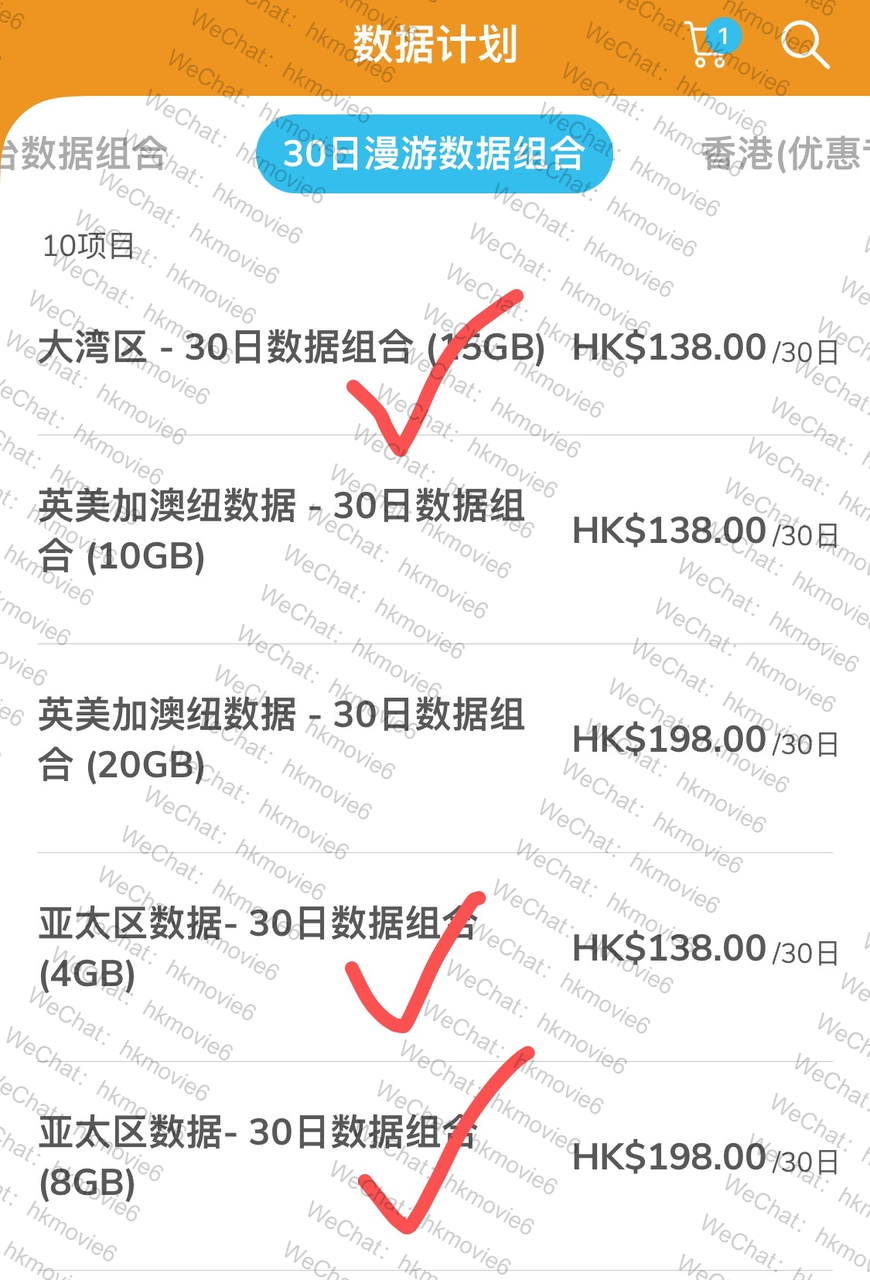 数据计划
1
台数据组合 30日漫游数据组合 香港(优惠
10项目
大湾区 - 30日数据组合 (15GB) HK$138.00 /30日
英美加澳纽数据 - 30日数据组
合 (10GB)
HK$138.00 /30日
英美加澳纽数据 - 30日数据组
合 (20GB)
HK$198.00 /30日
亚太区数据- 30日数据组合
(4GB)
HK$138.00 /30日
亚太区数据- 30日数据组合
(8GB)
HK$198.00 /30日
WeChat: hkmovie6